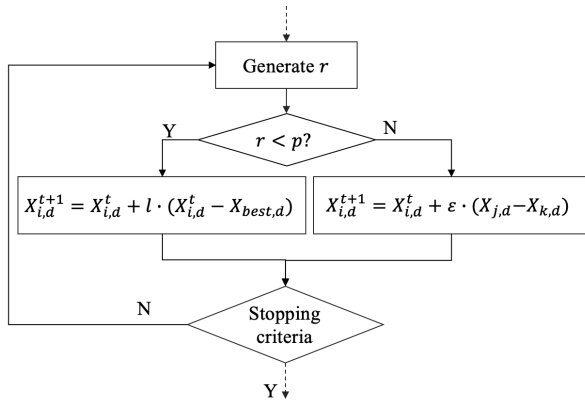 Generate r
Y
N
r < p?
X_{i,d}^{t+1} = X_{i,d}^{t} + l · (X_{i,d}^{t} − X_{best,d})
X_{i,d}^{t+1} = X_{i,d}^{t} + ε · (X_{j,d}−X_{k,d})
N
Stopping
criteria
Y